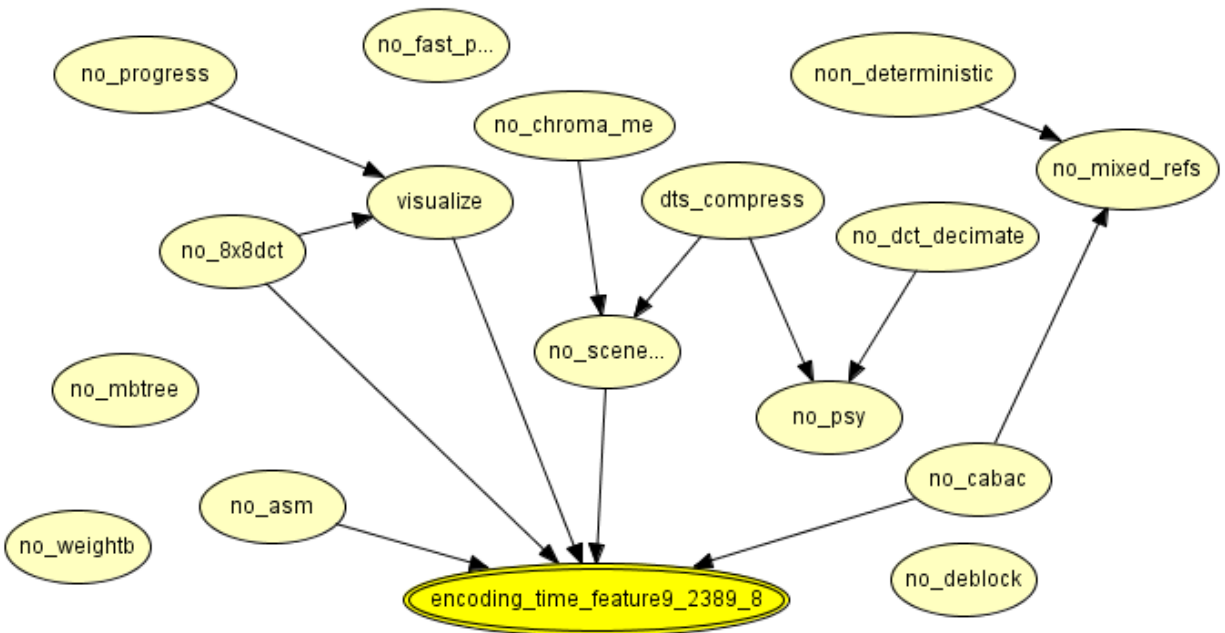 no_fast_p...
no_progress
non_deterministic
no_chroma_me
no_mixed_refs
visualize
dts_compress
no_dct_decimate
no_8x8dct
no_scene...
no_mbtree
no_psy
no_cabac
no_asm
no_weightb
no_deblock
encoding_time_feature9_2389_8